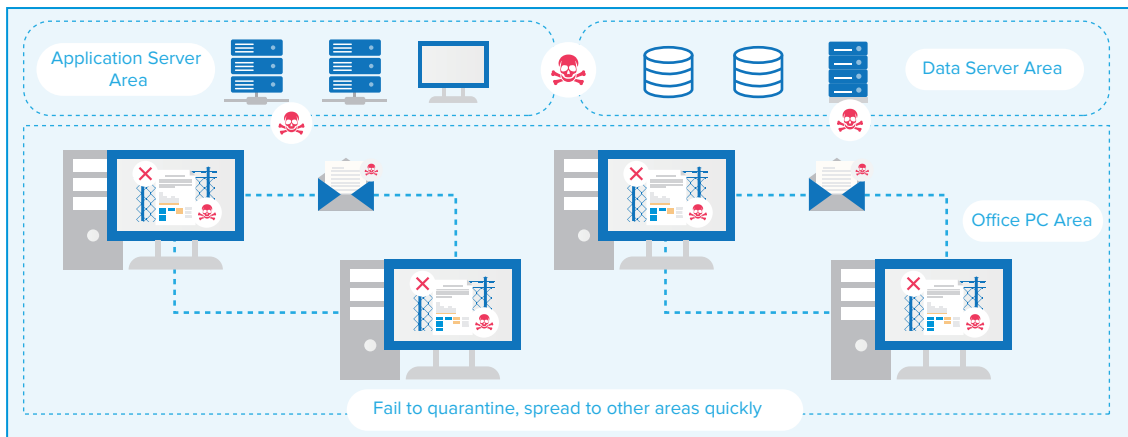 Application Server
Area
Data Server Area
Office PC Area
Fail to quarantine, spread to other areas quickly